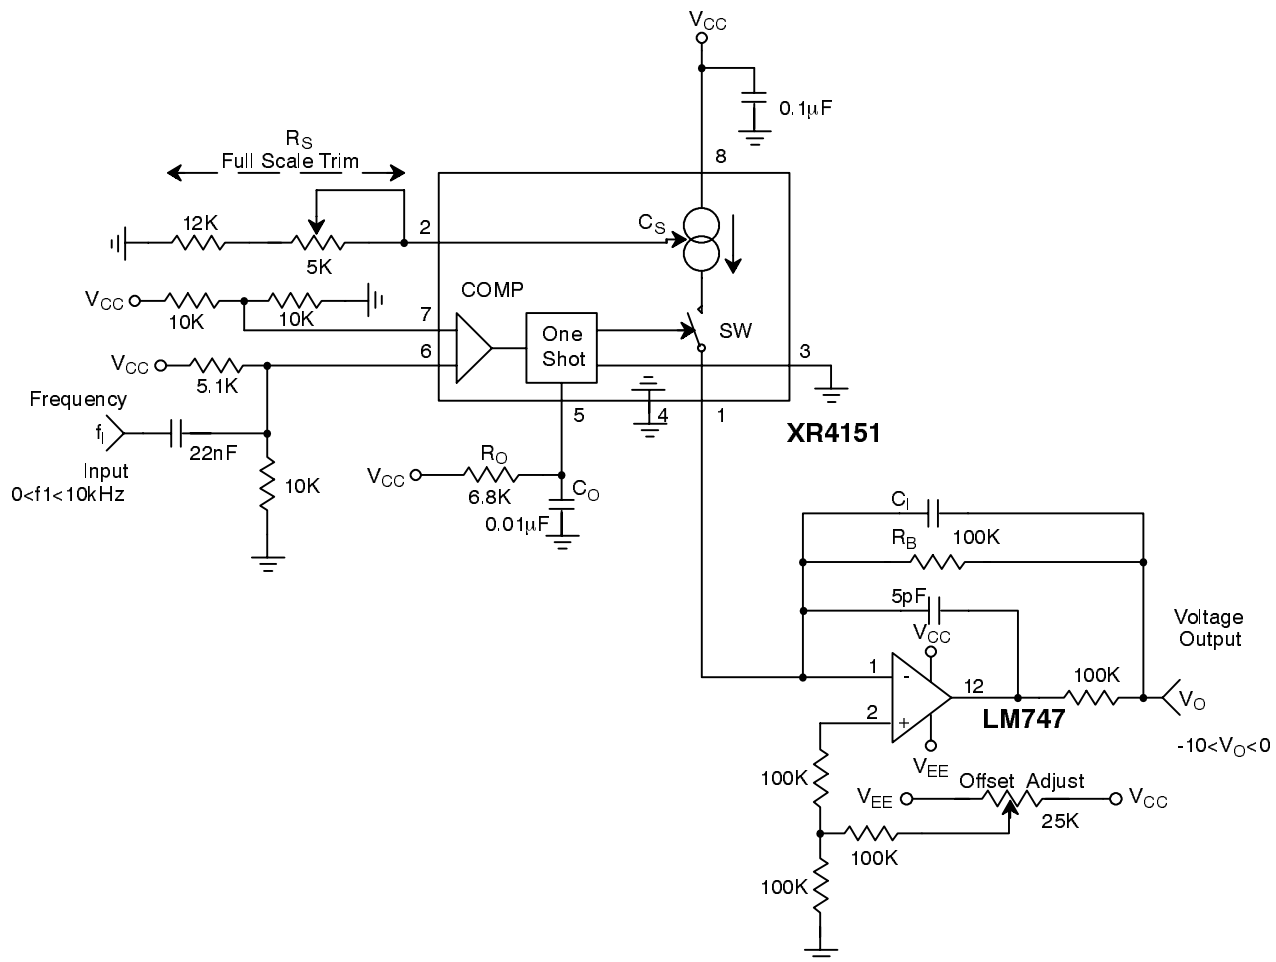 VCC
0.1µF
8
RS
Full Scale Trim
12K
5K
2
CS
VCC
10K
10K
7
COMP
One
Shot
SW
VCC
5.1K
6
3
Frequency
fI
Input
0<f1<10kHz
22nF
10K
5
4
1
XR4151
VCC
RO
6.8K
CO
0.01µF
CI
RB
100K
5pF
VCC
1
2
-
+
12
LM747
VEE
100K
Voltage
Output
VO
-10<VO<0
100K
VEE
Offset Adjust
25K
VCC
100K
100K